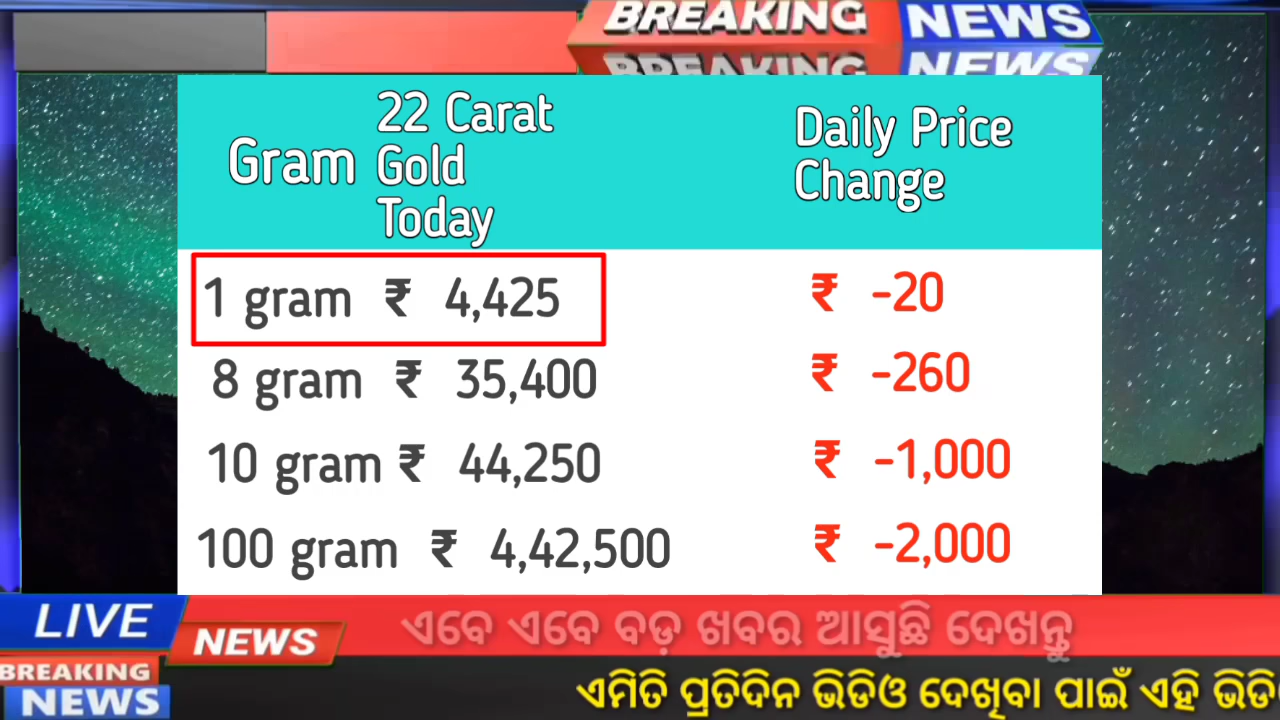 BREAKING NEWS
BREAKING NEWS
Gram 22 Carat Gold Today Daily Price Change
1 gram ₹ 4,425 ₹ -20
8 gram ₹ 35,400 ₹ -260
10 gram ₹ 44,250 ₹ -1,000
100 gram ₹ 4,42,500 ₹ -2,000
LIVE
NEWS
ଏବେ ଏବେ ବଡ଼ ଖବର ଆସୁଛି ଦେଖନ୍ତୁ
BREAKING
NEWS
ଏମିତି ପ୍ରତିଦିନ ଭିଡିଓ ଦେଖିବା ପାଇଁ ଏହି ଭିଡି